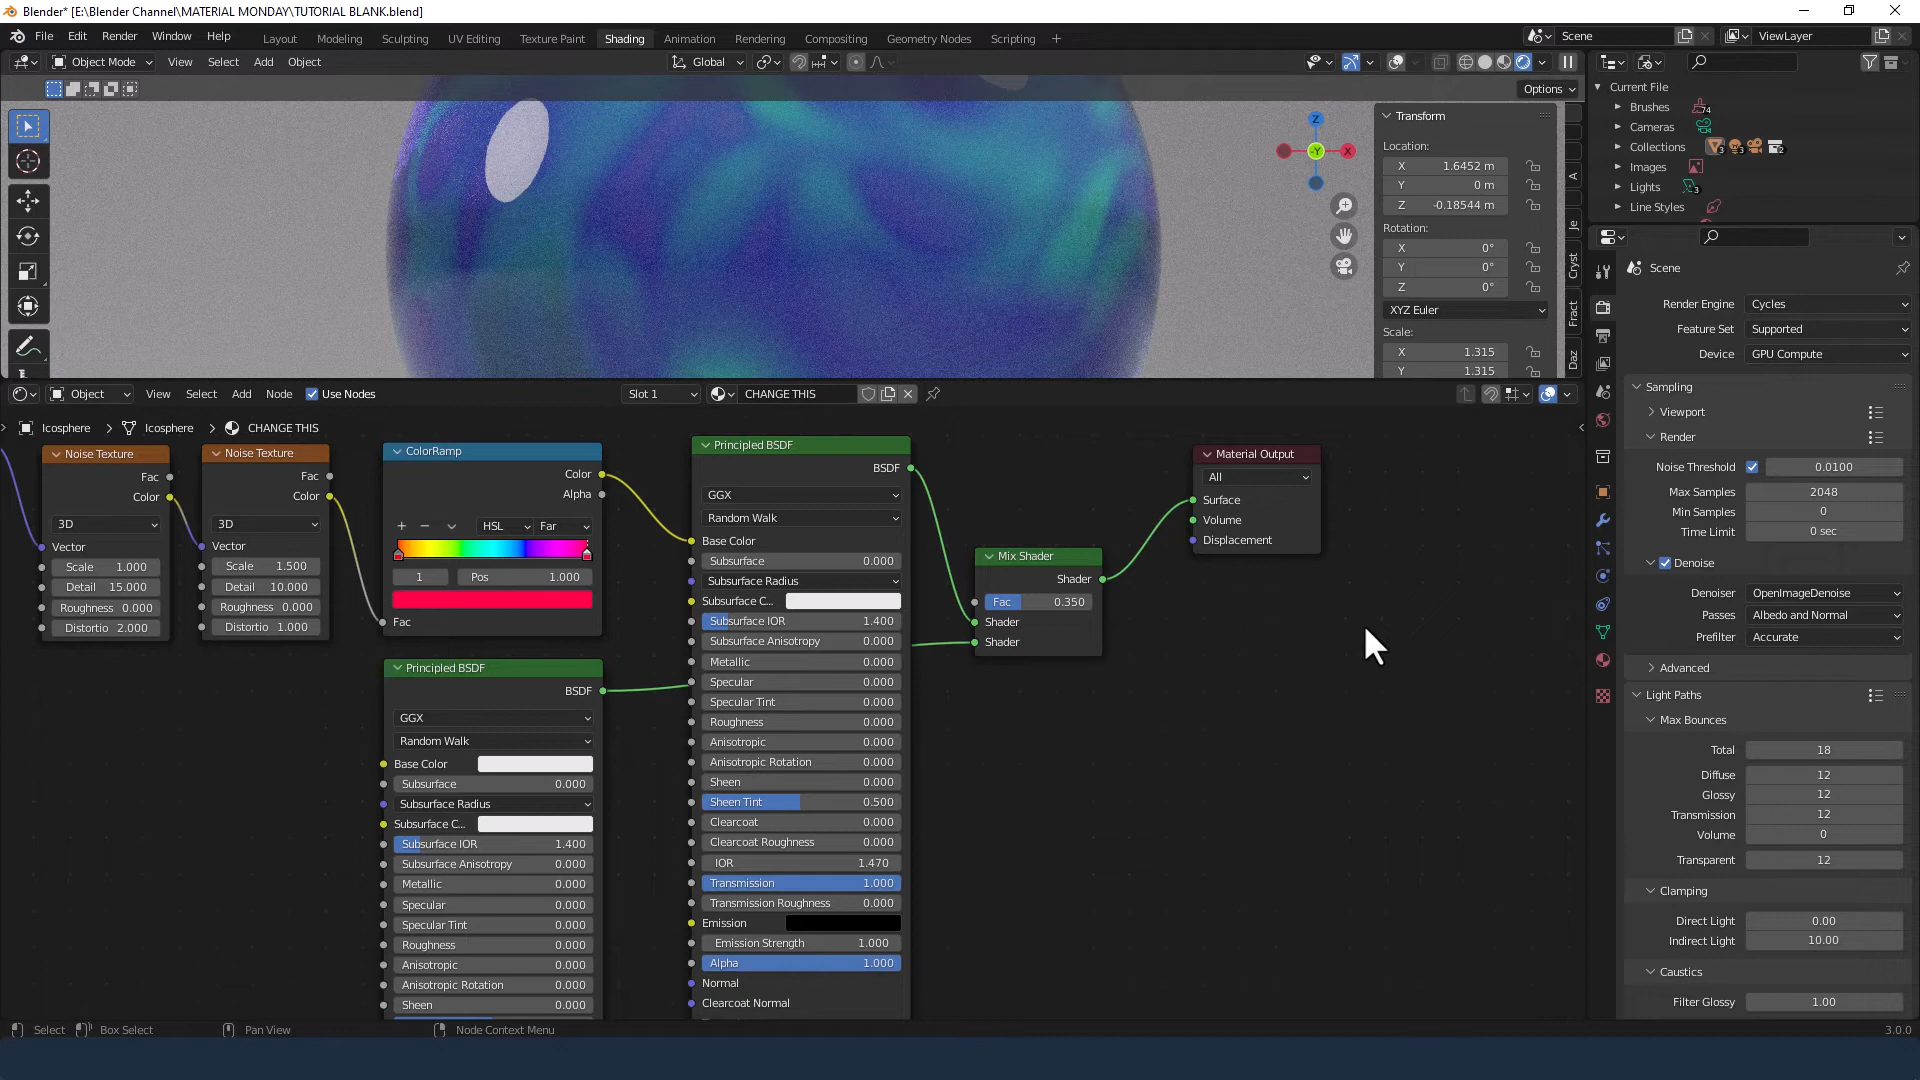 Blender* [E:\Blender Channel\MATERIAL MONDAY\TUTORIAL BLANK.blend]
File Edit Render Window Help Layout Modeling Sculpting UV Editing Texture Paint Shading Animation Rendering Compositing Geometry Nodes Scripting + Scene ViewLayer
Object Mode View Select Add Object Global
Options
Transform
Location:
X 1.6452 m
Y 0 m
Z -0.18544 m
Rotation:
X 0°
Y 0°
Z 0°
XYZ Euler
Scale:
X 1.315
Y 1.315
Z
-Y
X
A
Je
Cryst
Fract
Daz
Current File
Brushes 74
Cameras
Collections 3 3 2
Images
Lights 3
Line Styles
Object View Select Add Node Use Nodes Slot 1 CHANGE THIS
Icosphere Icosphere CHANGE THIS
Noise Texture
Fac
Color
3D
Vector
Scale 1.000
Detail 15.000
Roughness 0.000
Distortio 2.000
Noise Texture
Fac
Color
3D
Vector
Scale 1.500
Detail 10.000
Roughness 0.000
Distortio 1.000
ColorRamp
Color
Alpha
+ − HSL Far
1 Pos 1.000
Fac
Principled BSDF
BSDF
GGX
Random Walk
Base Color
Subsurface 0.000
Subsurface Radius
Subsurface C...
Subsurface IOR 1.400
Subsurface Anisotropy 0.000
Metallic 0.000
Specular 0.000
Specular Tint 0.000
Roughness 0.000
Anisotropic 0.000
Anisotropic Rotation 0.000
Sheen 0.000
Principled BSDF
BSDF
GGX
Random Walk
Base Color
Subsurface 0.000
Subsurface Radius
Subsurface C...
Subsurface IOR 1.400
Subsurface Anisotropy 0.000
Metallic 0.000
Specular 0.000
Specular Tint 0.000
Roughness 0.000
Anisotropic 0.000
Anisotropic Rotation 0.000
Sheen 0.000
Sheen Tint 0.500
Clearcoat 0.000
Clearcoat Roughness 0.000
IOR 1.470
Transmission 1.000
Transmission Roughness 0.000
Emission
Emission Strength 1.000
Alpha 1.000
Normal
Clearcoat Normal
Mix Shader
Shader
Fac 0.350
Shader
Shader
Material Output
All
Surface
Volume
Displacement
Scene
Render Engine Cycles
Feature Set Supported
Device GPU Compute
Sampling
Viewport
Render
Noise Threshold 0.0100
Max Samples 2048
Min Samples 0
Time Limit 0 sec
Denoise
Denoiser OpenImageDenoise
Passes Albedo and Normal
Prefilter Accurate
Advanced
Light Paths
Max Bounces
Total 18
Diffuse 12
Glossy 12
Transmission 12
Volume 0
Transparent 12
Clamping
Direct Light 0.00
Indirect Light 10.00
Caustics
Filter Glossy 1.00
Select Box Select Pan View Node Context Menu 3.0.0